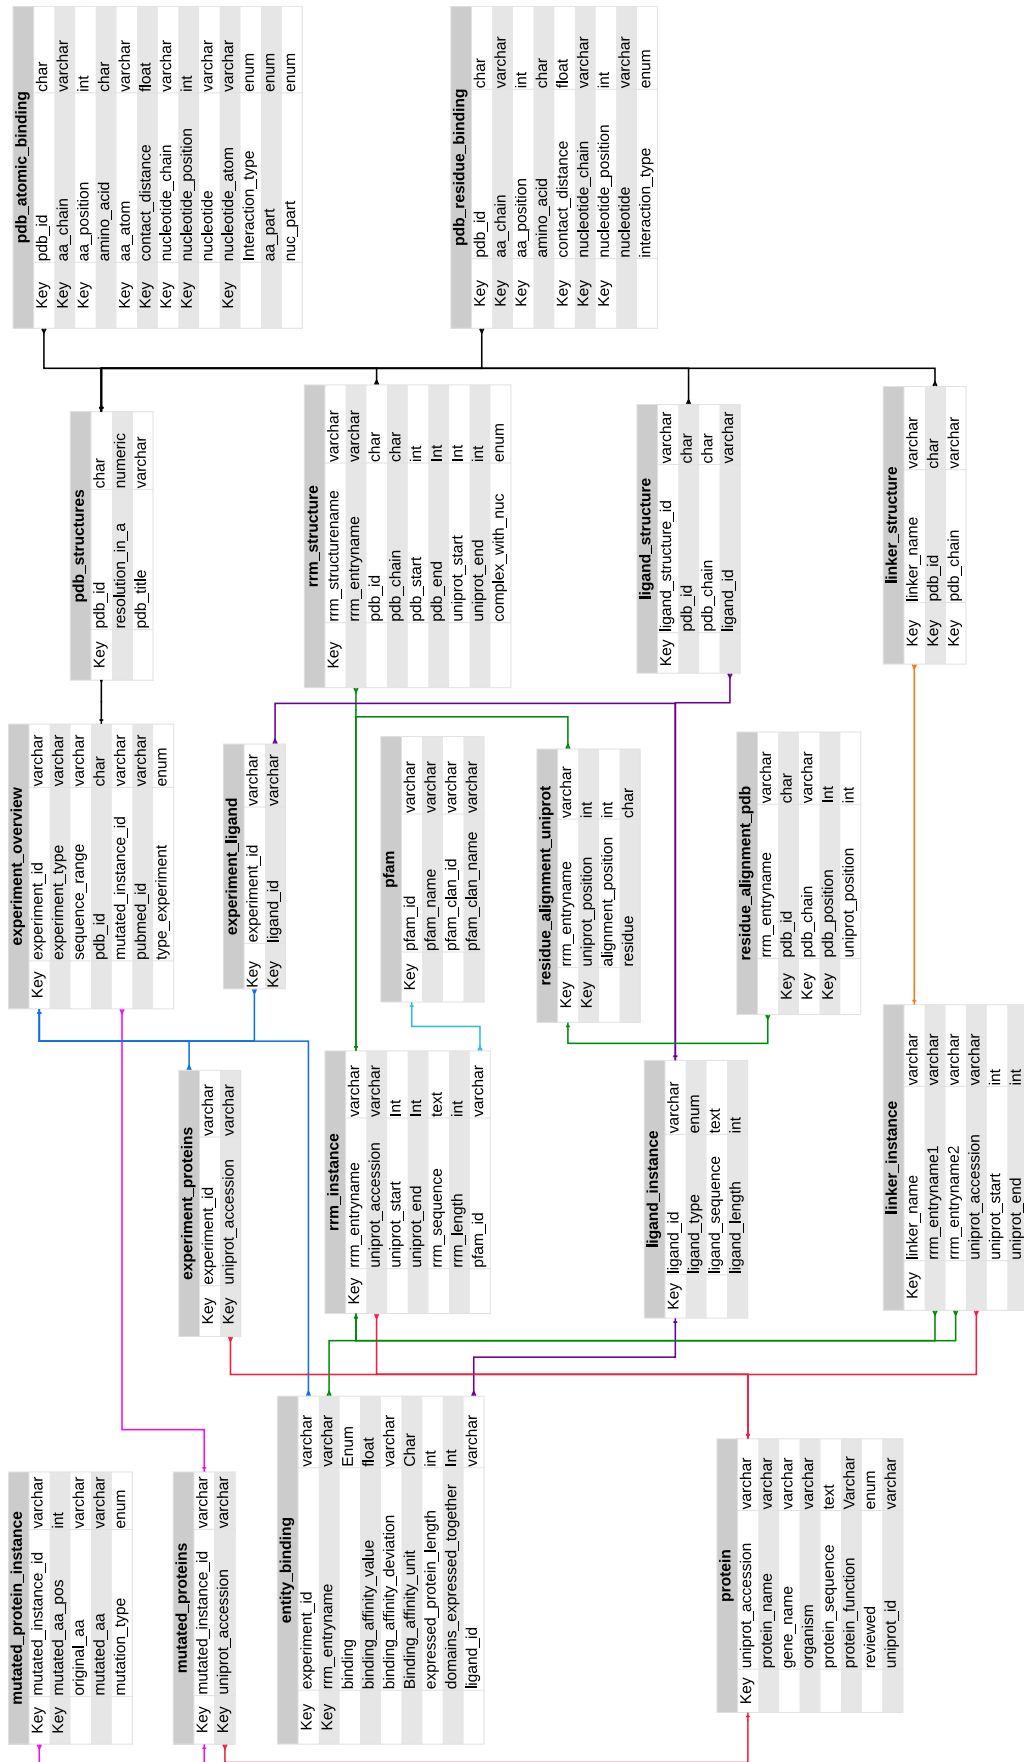 mutated_protein_instance
Key mutated_instance_id varchar
Key mutated_aa_pos int
original_aa varchar
mutated_aa varchar
mutation_type enum
experiment_overview
Key experiment_id varchar
experiment_type varchar
sequence_range varchar
pdb_id char
mutated_instance_id varchar
pubmed_id varchar
type_experiment enum
pdb_structures
Key pdb_id char
resolution_in_a numeric
pdb_title varchar
pdb_atomic_binding
Key pdb_id char
Key aa_chain varchar
Key aa_position int
amino_acid char
Key aa_atom varchar
Key contact_distance float
Key nucleotide_chain varchar
Key nucleotide_position int
nucleotide varchar
Key nucleotide_atom varchar
Interaction_type enum
aa_part enum
nuc_part enum
mutated_proteins
Key mutated_instance_id varchar
Key uniprot_accession varchar
experiment_proteins
Key experiment_id varchar
Key uniprot_accession varchar
experiment_ligand
Key experiment_id varchar
Key ligand_id varchar
entity_binding
Key experiment_id varchar
Key rrm_entryname varchar
binding Enum
binding_affinity_value float
binding_affinity_deviation varchar
Binding_affinity_unit Char
expressed_protein_length int
domains_expressed_together Int
ligand_id varchar
rrm_instance
Key rrm_entryname varchar
uniprot_accession varchar
uniprot_start Int
uniprot_end Int
rrm_sequence text
rrm_length int
pfam_id varchar
pfam
Key pfam_id varchar
pfam_name varchar
pfam_clan_id varchar
pfam_clan_name varchar
rrm_structure
Key rrm_structurename varchar
rrm_entryname varchar
pdb_id char
pdb_chain char
pdb_start int
pdb_end Int
uniprot_start Int
uniprot_end int
complex_with_nuc enum
pdb_residue_binding
Key pdb_id char
Key aa_chain varchar
Key aa_position int
amino_acid char
Key contact_distance float
Key nucleotide_chain varchar
Key nucleotide_position int
nucleotide varchar
interaction_type enum
residue_alignment_uniprot
Key rrm_entryname varchar
Key uniprot_position int
alignment_position int
residue char
ligand_instance
Key ligand_id varchar
ligand_type enum
ligand_sequence text
ligand_length int
ligand_structure
Key ligand_structure_id varchar
pdb_id char
pdb_chain char
ligand_id varchar
protein
Key uniprot_accession varchar
protein_name varchar
gene_name varchar
organism varchar
protein_sequence text
protein_function Varchar
reviewed enum
uniprot_id varchar
residue_alignment_pdb
rrm_entryname varchar
Key pdb_id char
Key pdb_chain varchar
Key pdb_position Int
uniprot_position int
linker_instance
Key linker_name varchar
rrm_entryname1 varchar
rrm_entryname2 varchar
uniprot_accession varchar
uniprot_start int
uniprot_end int
linker_structure
Key linker_name varchar
Key pdb_id char
Key pdb_chain varchar